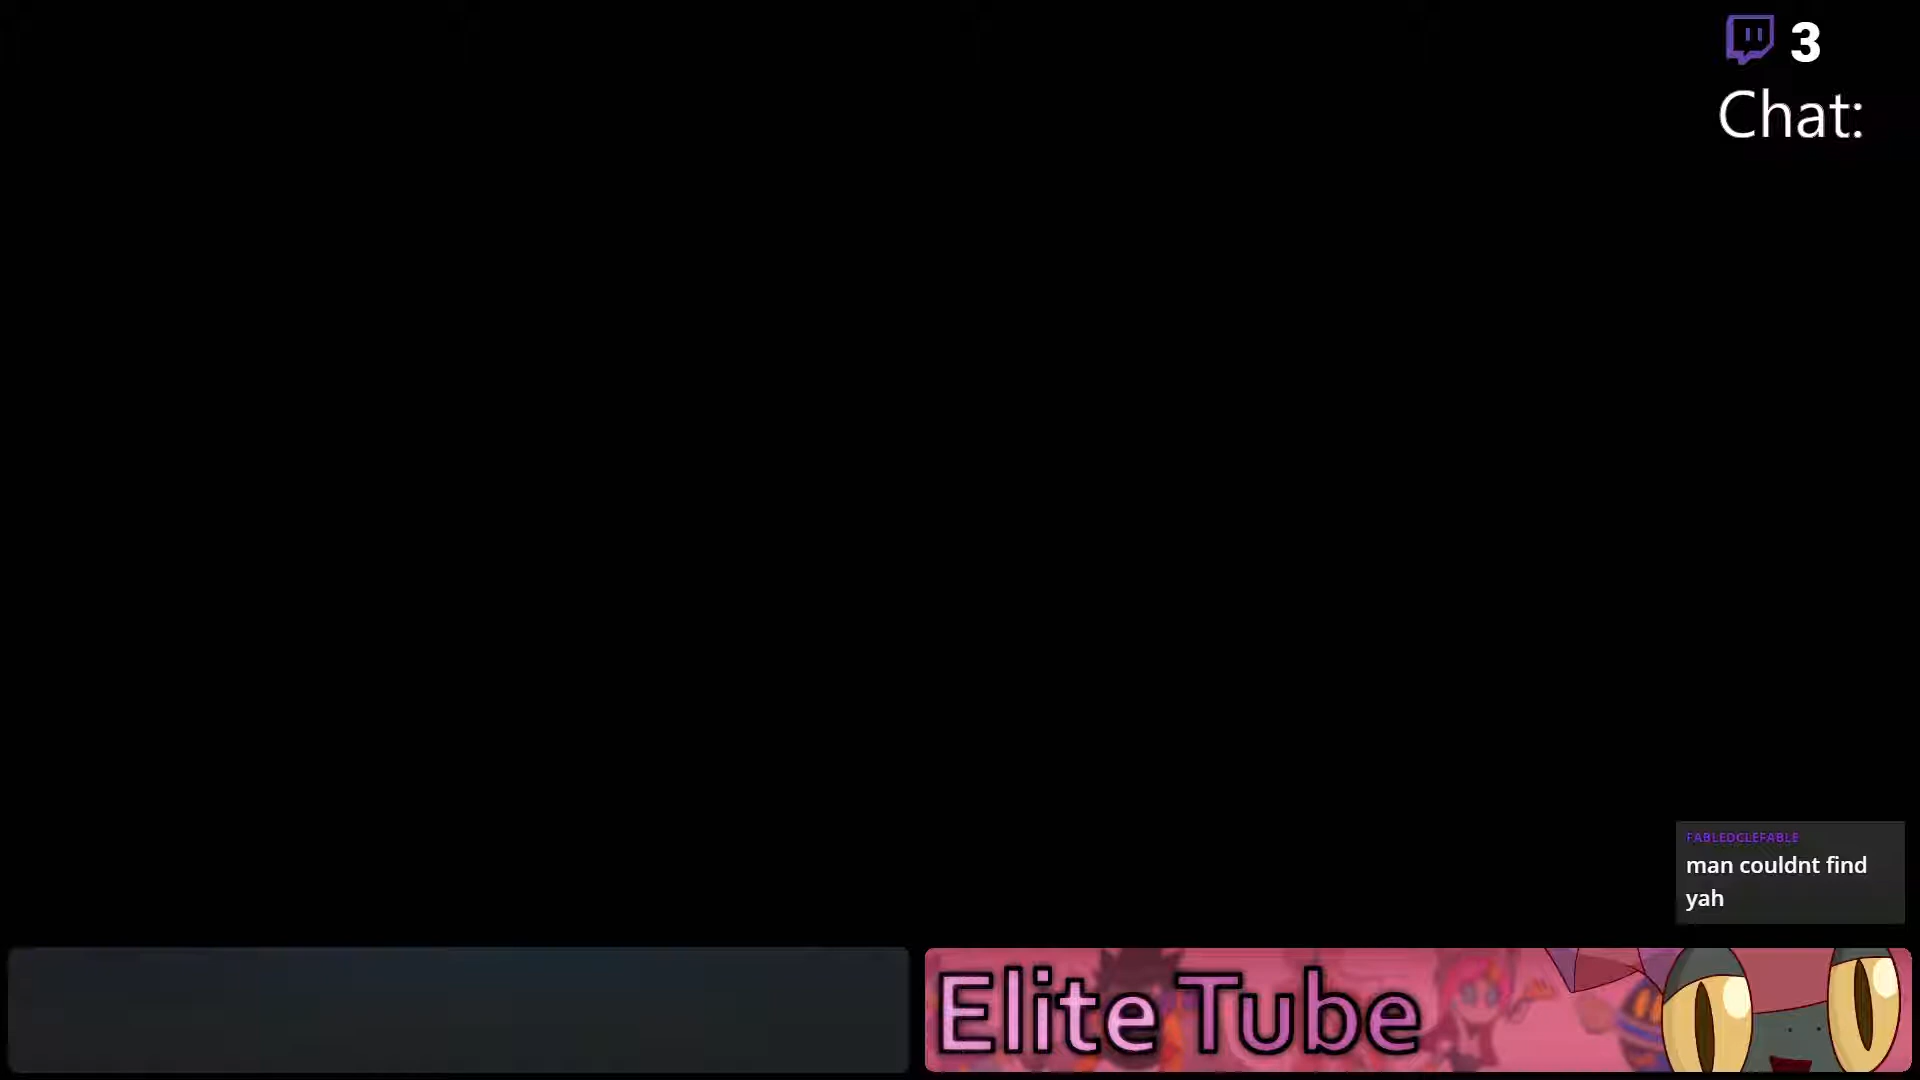 3
Chat:
FABLEDCLEFABLE
man couldnt find
yah
Elite Tube